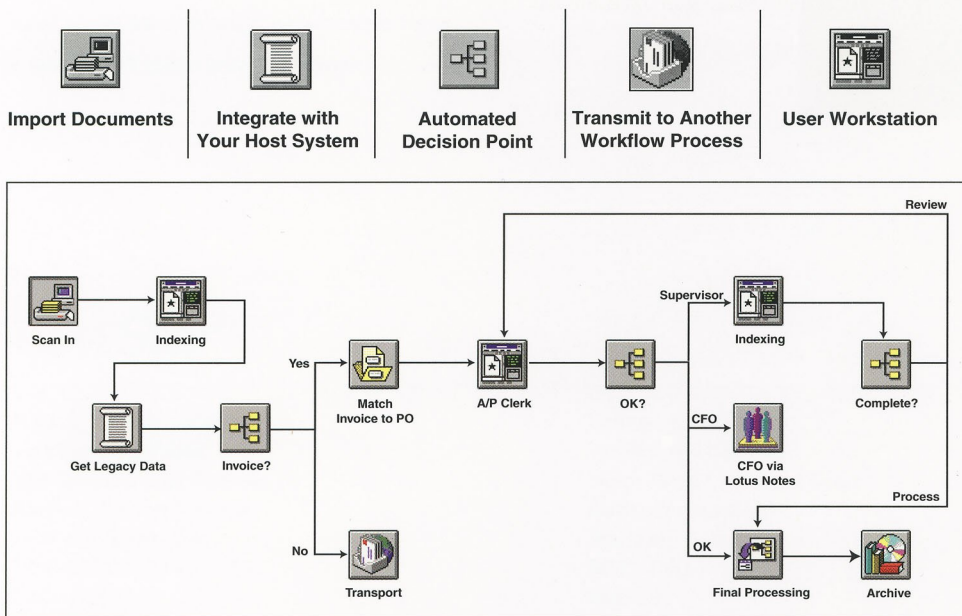 Import Documents
Integrate with
Your Host System
Automated
Decision Point
Transmit to Another
Workflow Process
User Workstation
Review
Scan In
Indexing
Supervisor
Indexing
Yes
Match
Invoice to PO
A/P Clerk
OK?
Complete?
Get Legacy Data
Invoice?
CFO
CFO via
Lotus Notes
Process
No
Transport
OK
Final Processing
Archive